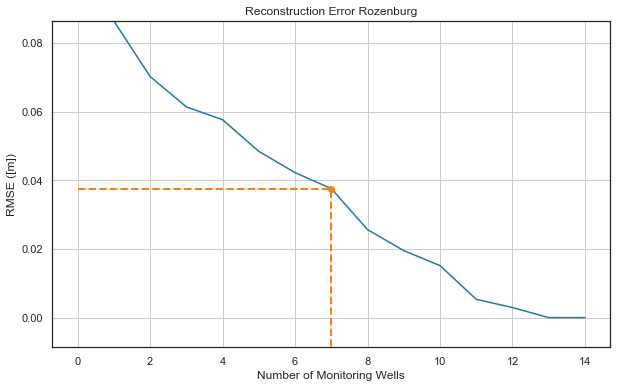 Reconstruction Error Rozenburg
0.08
0.06
0.04
0.02
0.00
RMSE ([m])
0 2 4 6 8 10 12 14
Number of Monitoring Wells